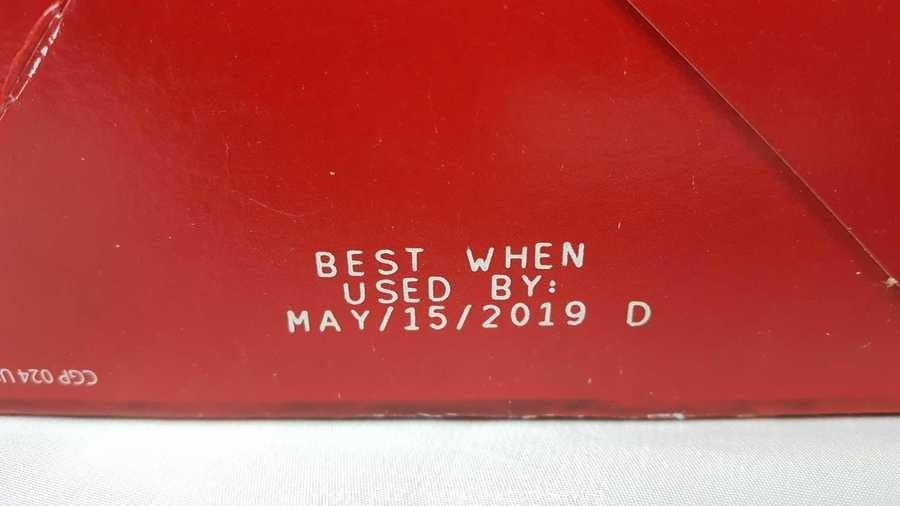 BEST WHEN
USED BY:
MAY/15/2019 D
CGP 024